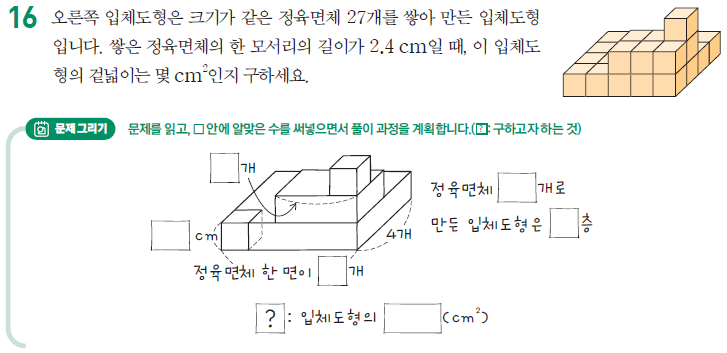 16 오른쪽 입체도형은 크기가 같은 정육면체 27개를 쌓아 만든 입체도형
입니다. 쌓은 정육면체의 한 모서리의 길이가 2.4 cm일 때, 이 입체도
형의 겉넓이는 몇 cm²인지 구하세요.
문제 그리기 문제를 읽고, □ 안에 알맞은 수를 써넣으면서 풀이 과정을 계획합니다.(?: 구하고자 하는 것)
개
정육면체 개로
만든 입체도형은 층
cm
4개
정육면체 한 면이 개
?: 입체도형의 (cm²)